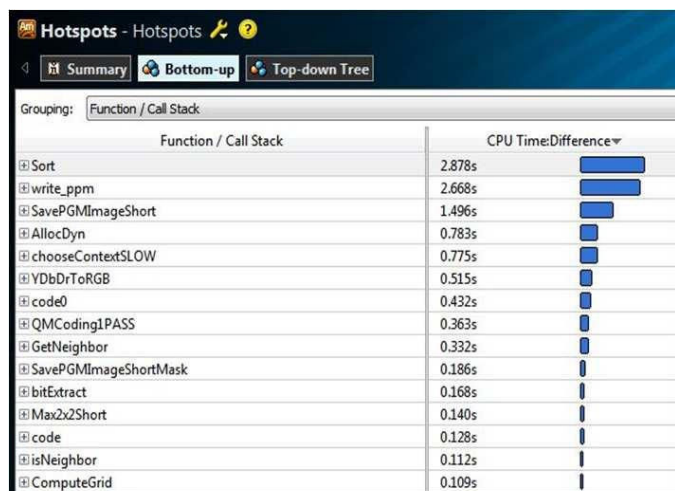 Am Hotspots - Hotspots ?
Summary Bottom-up Top-down Tree
Grouping: Function / Call Stack
Function / Call Stack CPU Time:Difference
Sort 2.878s
write_ppm 2.668s
SavePGMImageShort 1.496s
AllocDyn 0.783s
chooseContextSLOW 0.775s
YDbDrToRGB 0.515s
code0 0.432s
QMCoding1PASS 0.363s
GetNeighbor 0.332s
SavePGMImageShortMask 0.186s
bitExtract 0.168s
Max2x2Short 0.140s
code 0.128s
isNeighbor 0.112s
ComputeGrid 0.109s